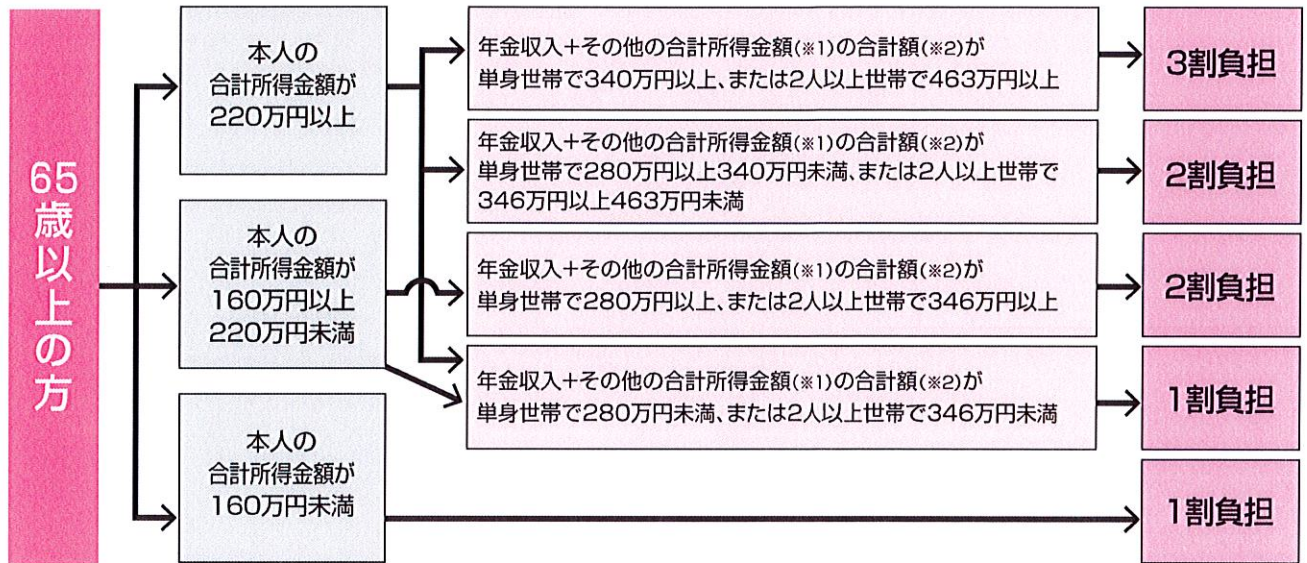 65歳以上の方
本人の
合計所得金額が
220万円以上
年金収入+その他の合計所得金額(※1)の合計額(※2)が
単身世帯で340万円以上、または2人以上世帯で463万円以上
3割負担
年金収入+その他の合計所得金額(※1)の合計額(※2)が
単身世帯で280万円以上340万円未満、または2人以上世帯で
346万円以上463万円未満
2割負担
本人の
合計所得金額が
160万円以上
220万円未満
年金収入+その他の合計所得金額(※1)の合計額(※2)が
単身世帯で280万円以上、または2人以上世帯で346万円以上
2割負担
年金収入+その他の合計所得金額(※1)の合計額(※2)が
単身世帯で280万円未満、または2人以上世帯で346万円未満
1割負担
本人の
合計所得金額が
160万円未満
1割負担